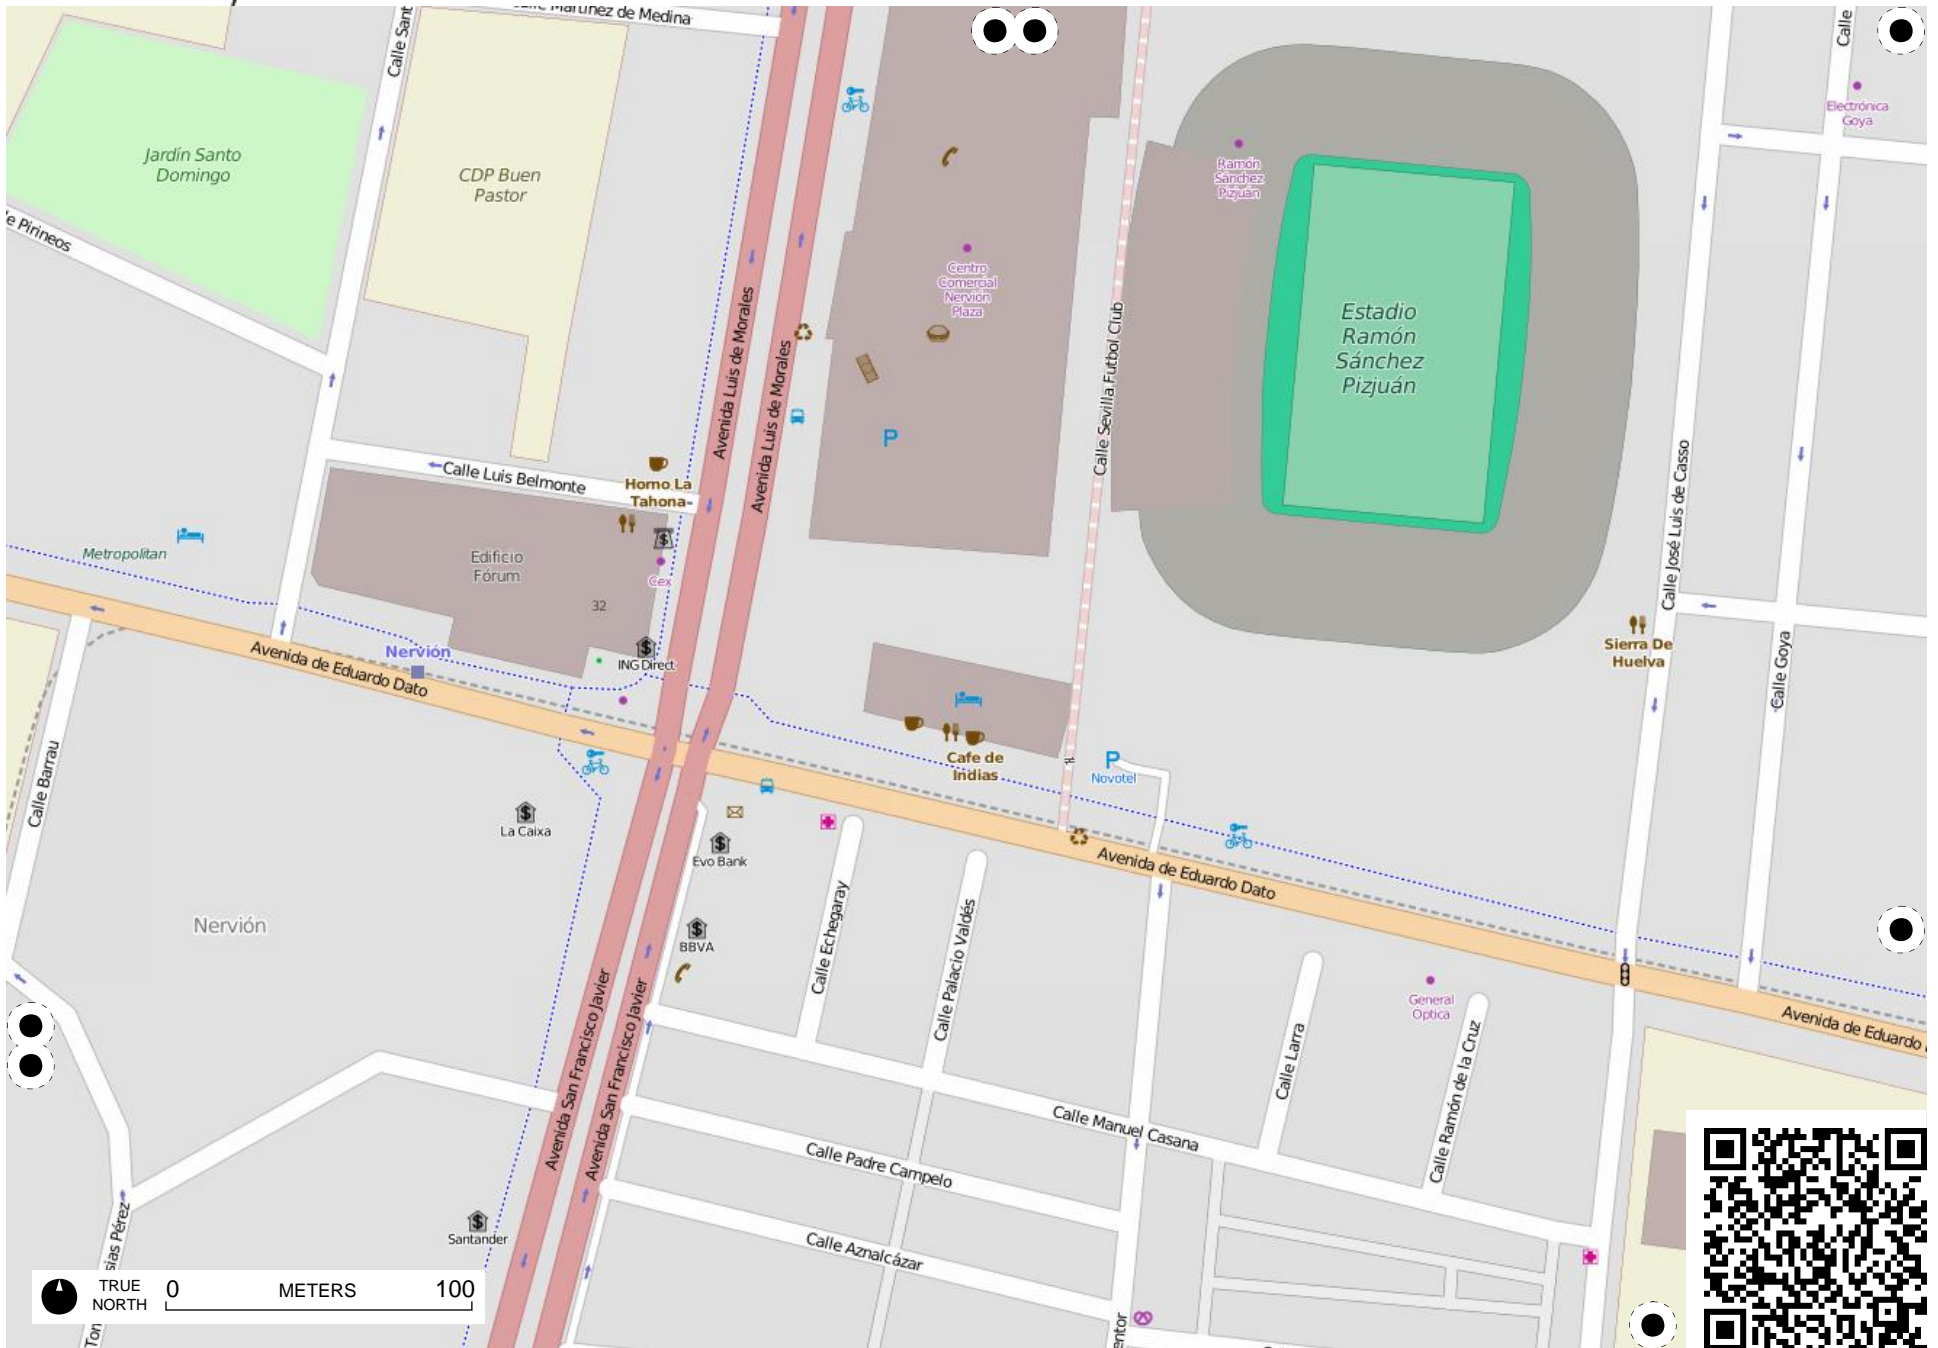 Calle Martínez de Medina
Calle Sant
Calle
Electrónica
Goya
Jardín Santo
Domingo
CDP Buen
Pastor
Ramón
Sánchez
Pizjuán
Pirineos
Centro
Comercial
Nervión
Plaza
Avenida Luis de Morales
Avenida Luis de Morales
Calle Sevilla Futbol Club
Estadio
Ramón
Sánchez
Pizjuán
P
Calle Luis Belmonte
Horno La
Tahona
Calle José Luis de Casso
Metropolitan
Edificio
Fórum
Cex
32
Nervión
ING Direct
Avenida de Eduardo Dato
Sierra De
Huelva
Calle Goya
Cafe de
Indias
P
Novotel
Calle Barrau
La Caixa
Evo Bank
Avenida de Eduardo Dato
Nervión
BBVA
Calle Echegaray
Calle Palacio Valdés
General
Optica
Avenida de Eduardo
Avenida San Francisco Javier
Avenida San Francisco Javier
Calle Larra
Calle Ramón de la Cruz
Calle Manuel Casana
Calle Padre Campelo
Santander
Calle Aznalcázar
sias Pérez
Tom
entor
TRUE
NORTH
0 METERS 100